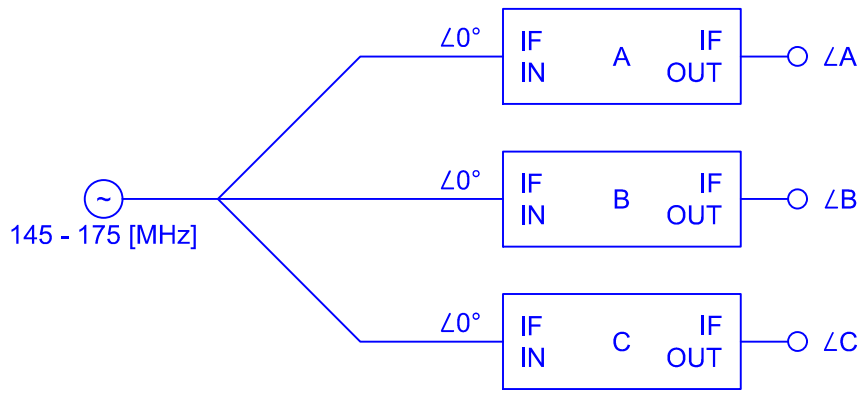 ∠0°
IF
IN
A
IF
OUT
∠A
~
145 - 175 [MHz]
∠0°
IF
IN
B
IF
OUT
∠B
∠0°
IF
IN
C
IF
OUT
∠C